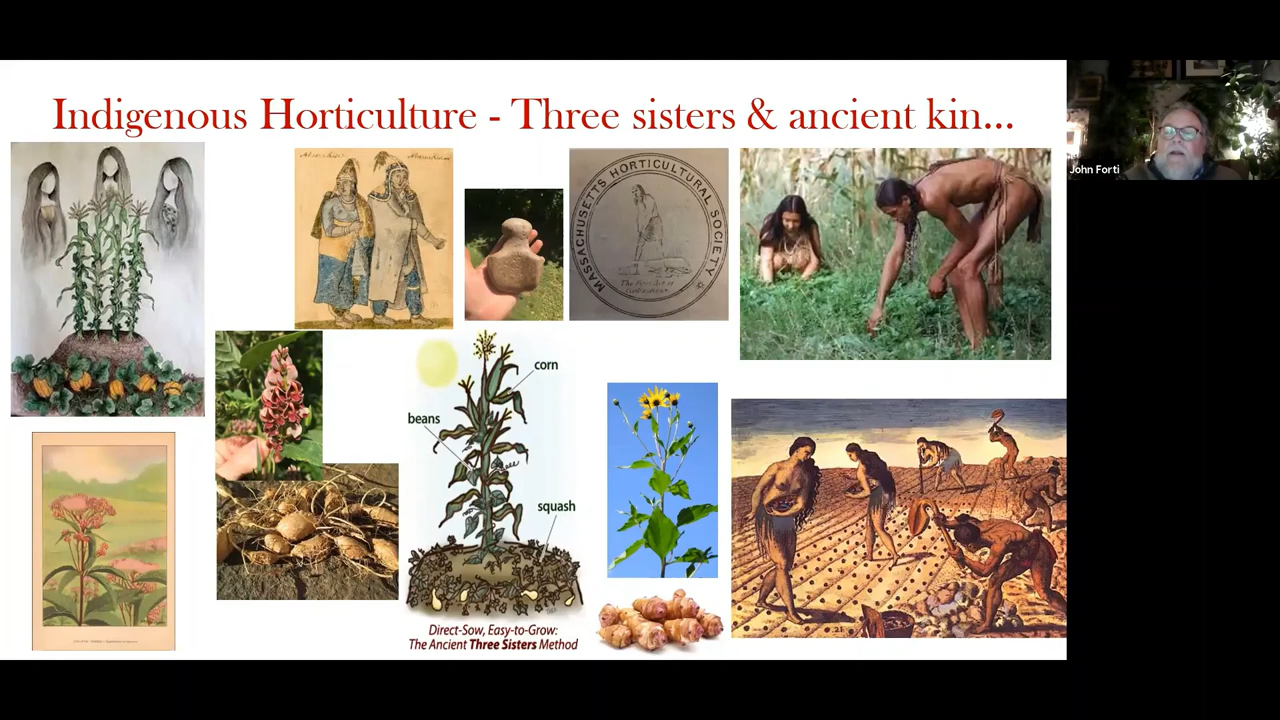 Indigenous Horticulture - Three sisters & ancient kin...
John Forti
MASSACHUSETTS HORTICULTURAL SOCIETY
corn
beans
squash
Direct-Sow, Easy-to-Grow:
The Ancient Three Sisters Method